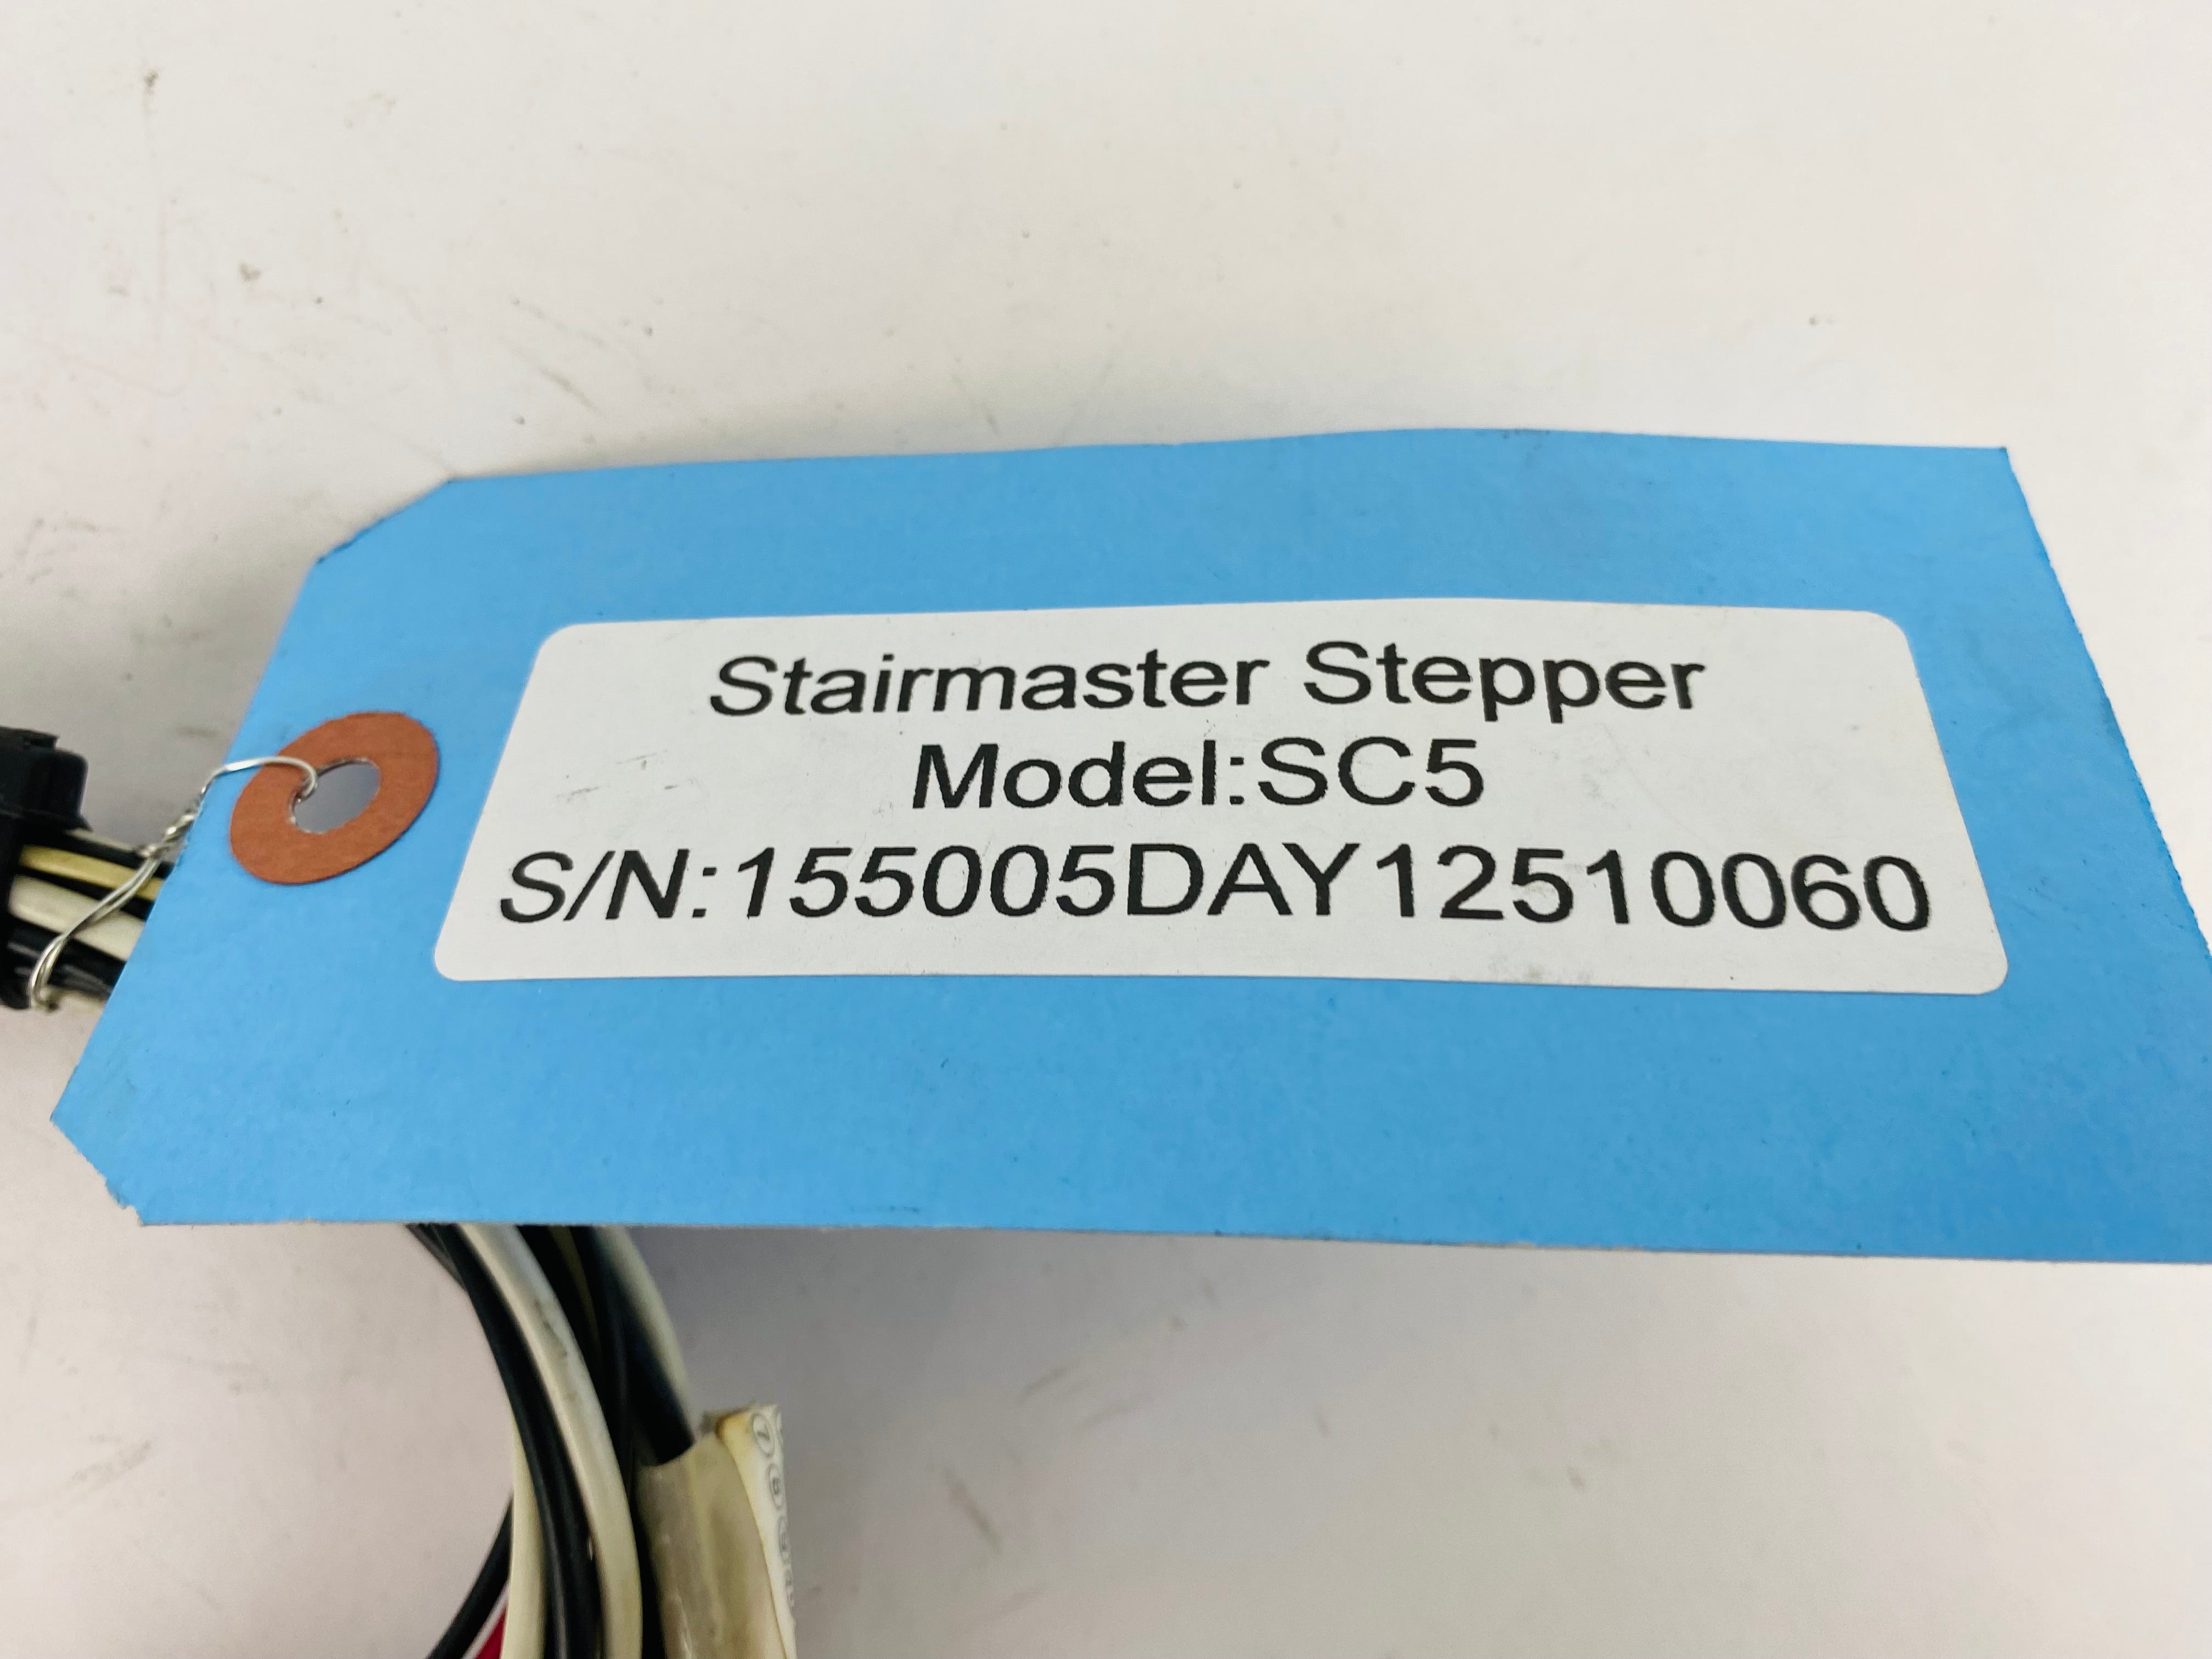 Stairmaster Stepper
Model:SC5
S/N:155005DAY12510060